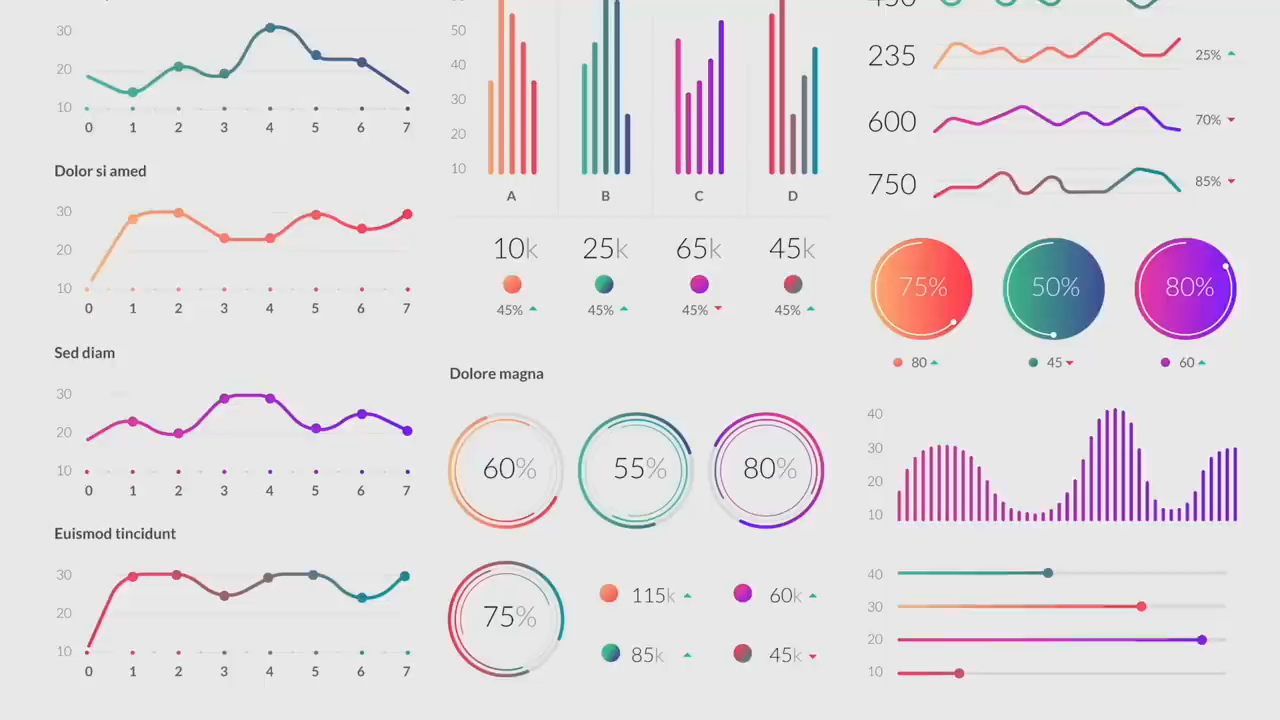 30
20
10
0 1 2 3 4 5 6 7
Dolor si amed
30
20
10
0 1 2 3 4 5 6 7
Sed diam
30
20
10
0 1 2 3 4 5 6 7
Euismod tincidunt
30
20
10
0 1 2 3 4 5 6 7
50
40
30
20
10
A B C D
10k 25k 65k 45k
45% 45% 45% 45%
Dolore magna
60% 55% 80%
75%
115k 60k
85k 45k
235 25%
600 70%
750 85%
75% 50% 80%
80 45 60
40
30
20
10
40
30
20
10